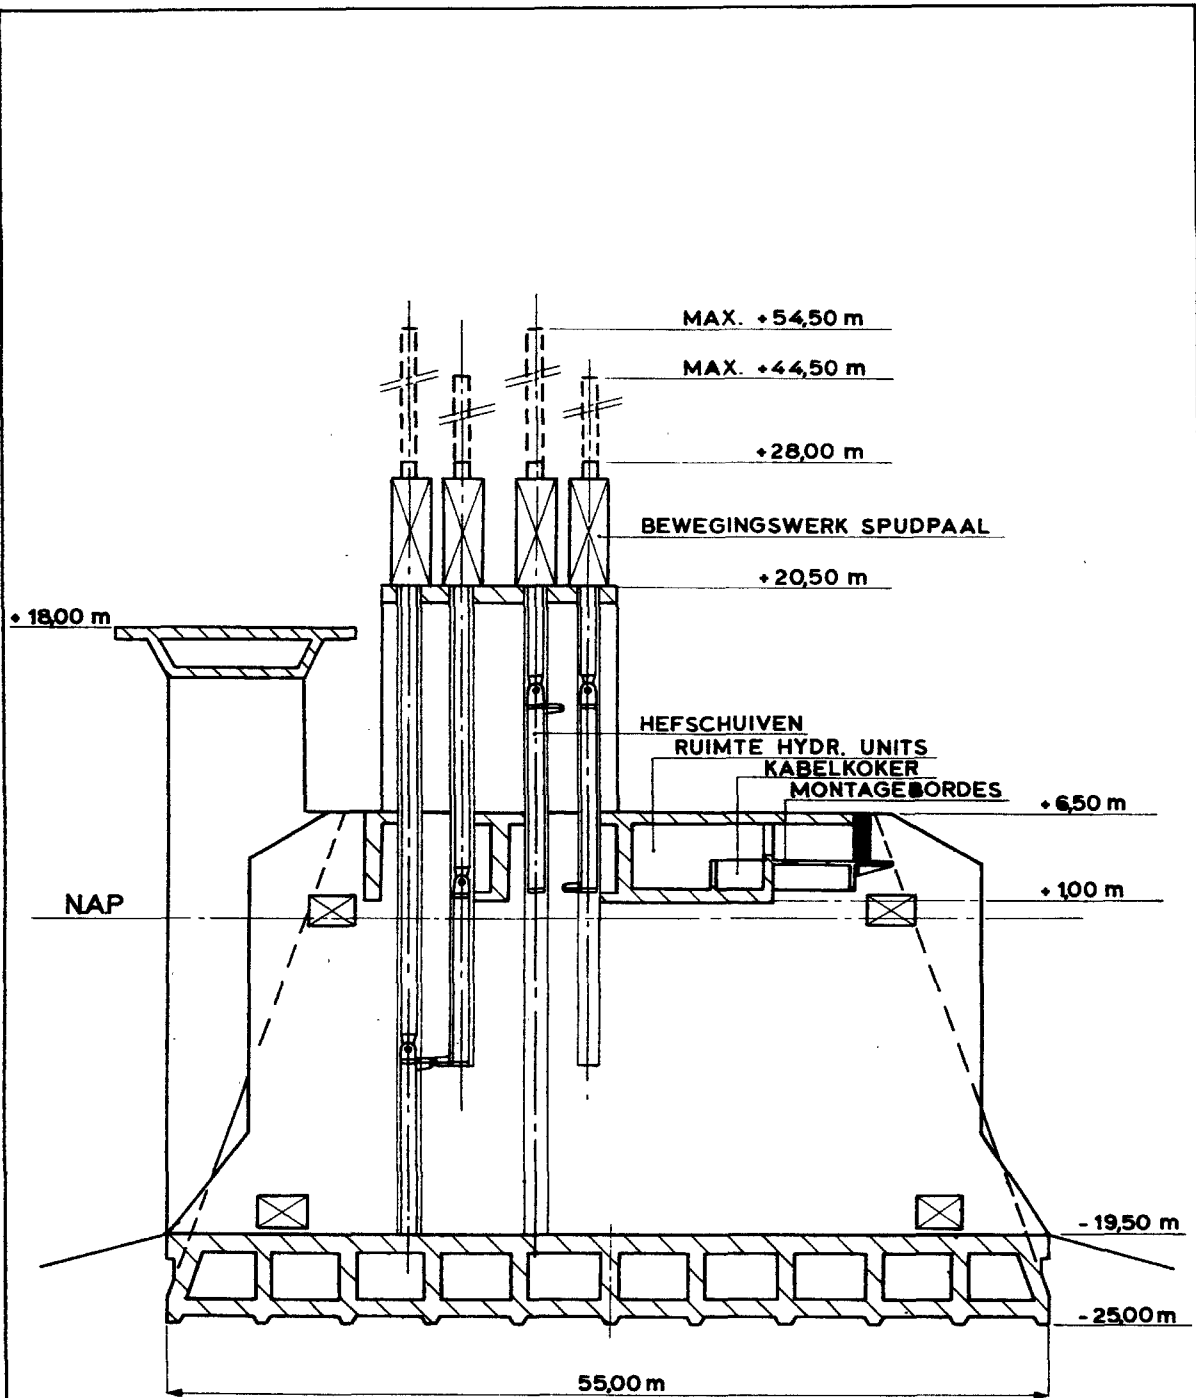 MAX. +54,50 m
MAX. +44,50 m
+28,00 m
BEWEGINGSWERK SPUDPAAL
+20,50 m
+18,00 m
HEFSCHUIVEN
RUIMTE HYDR. UNITS
KABELKOKER
MONTAGEBORDES
+6,50 m
+1,00 m
NAP
-19,50 m
-25,00 m
55,00 m